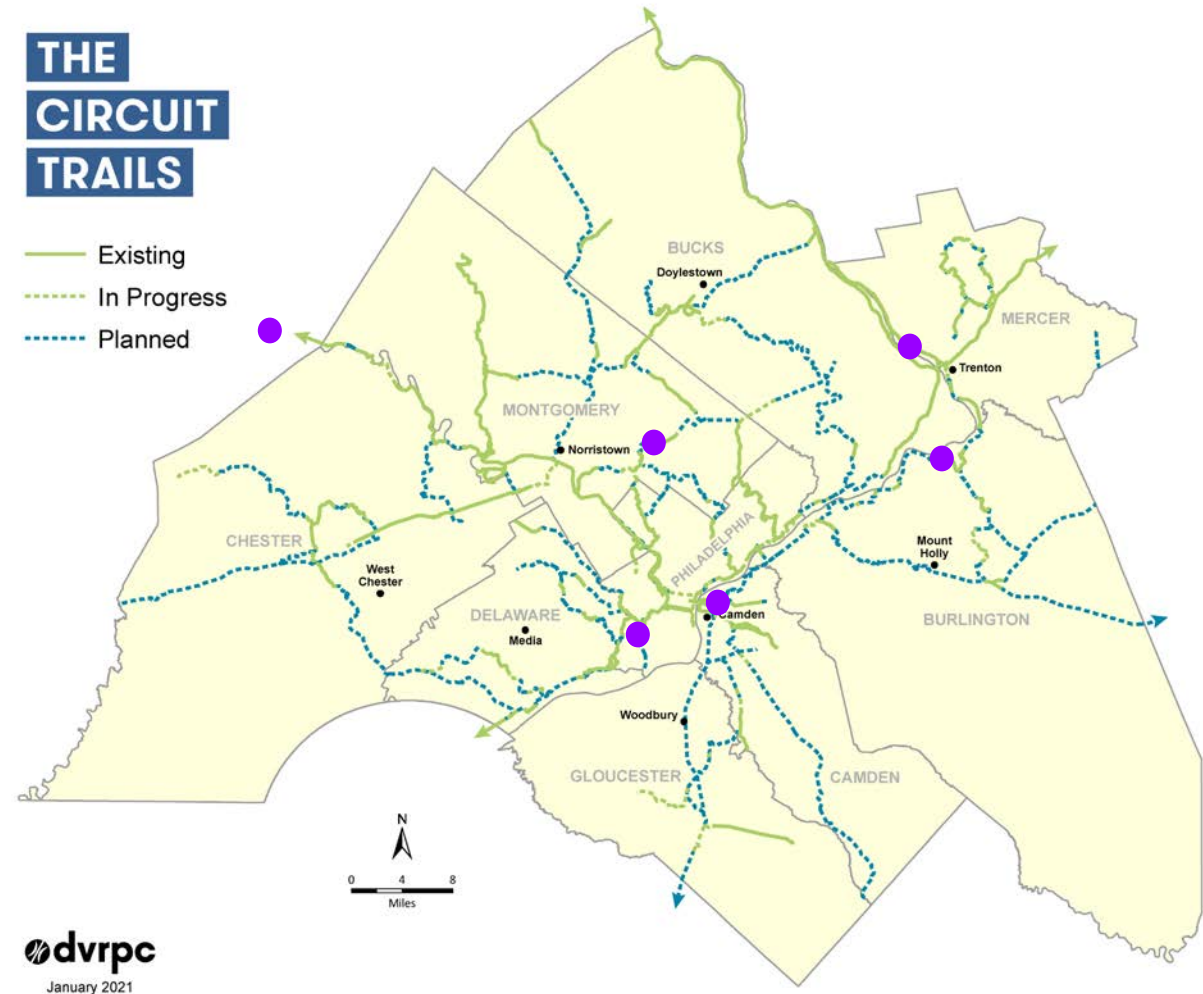 THE
CIRCUIT
TRAILS
Existing
In Progress
Planned
BUCKS
Doylestown
MERCER
Trenton
MONTGOMERY
Norristown
CHESTER
West
Chester
PHILADELPHIA
Mount
Holly
DELAWARE
Media
Camden
BURLINGTON
Woodbury
GLOUCESTER
CAMDEN
N
0 4 8
Miles
dvrpc
January 2021